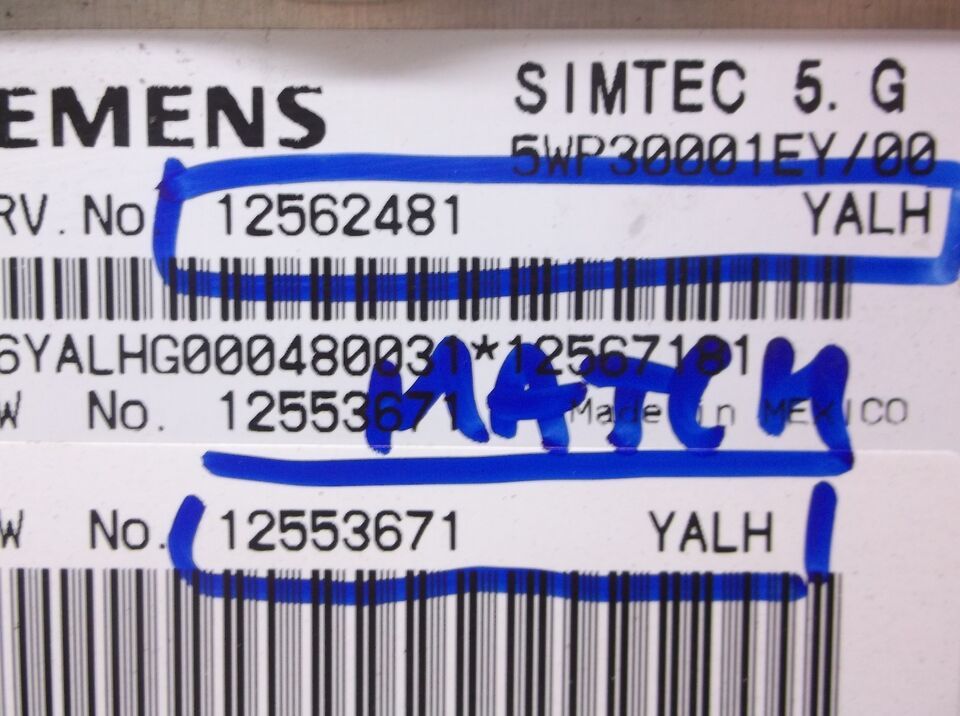 EMENS
SIMTEC 5.G
5WP30001EY/00
RV. No 12562481 YALH
6YALHG000480031*12567181
MATCH
W No. 12553671 Made in MEXICO
W No. 12553671 YALH